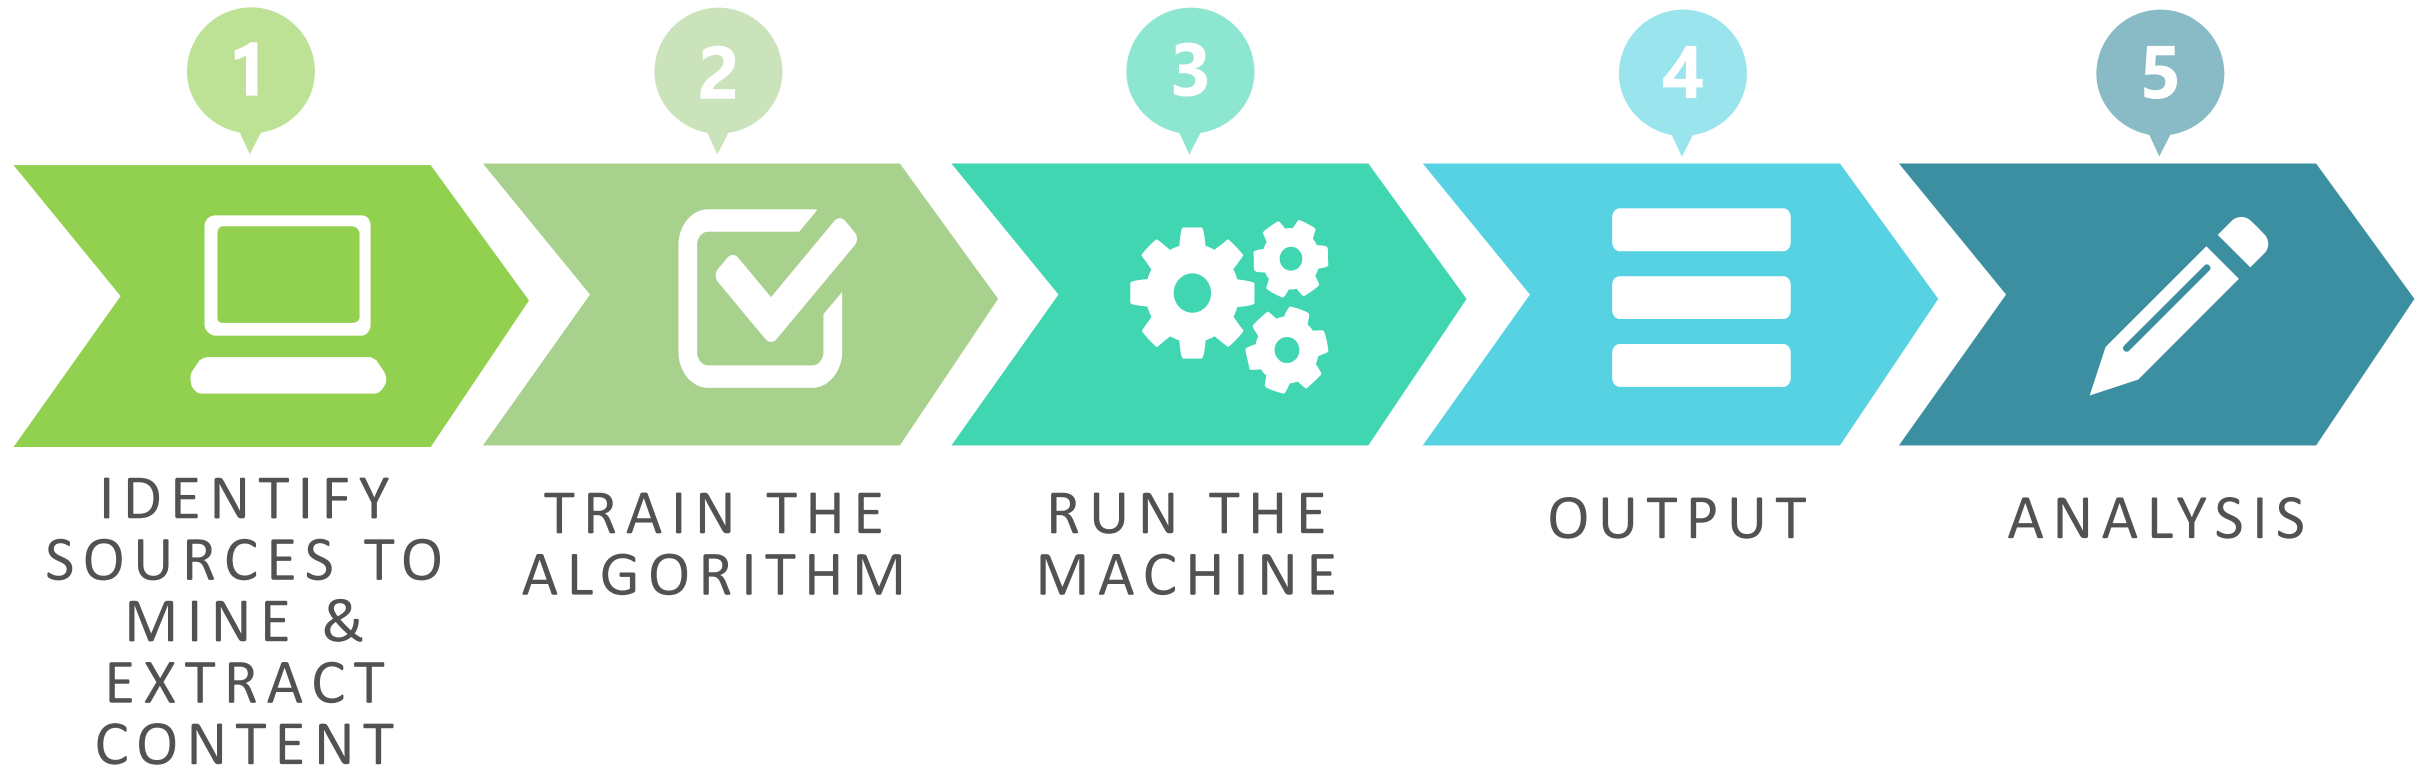 1
2
3
4
5
IDENTIFY
SOURCES TO
MINE &
EXTRACT
CONTENT
TRAIN THE
ALGORITHM
RUN THE
MACHINE
OUTPUT
ANALYSIS